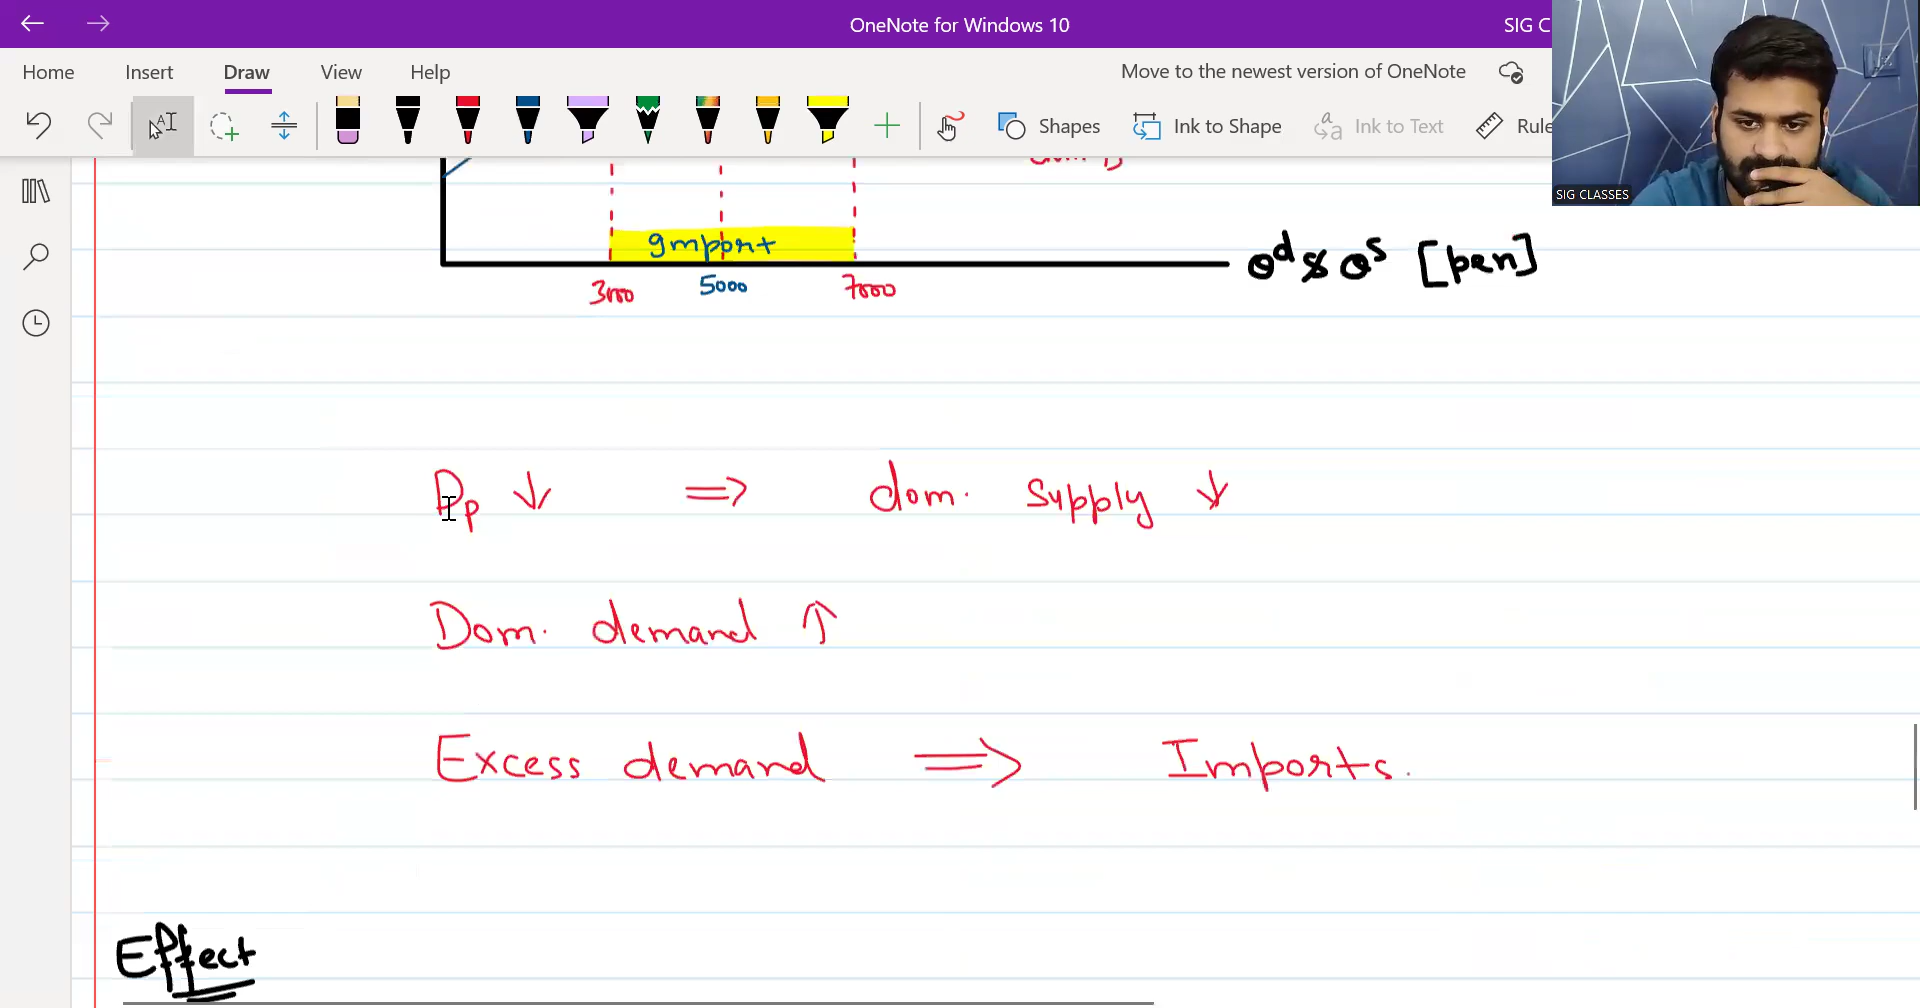 OneNote for Windows 10
SIG C
Home Insert Draw View Help
Move to the newest version of OneNote
Shapes
Ink to Shape
Ink to Text
Rule
SIG CLASSES
Import
3000 5000 7000
Qd & Qs [pen]
Pp ↓ ⇒ dom. supply ↓
Dom. demand ↑
Excess demand ⇒ Imports.
Effect